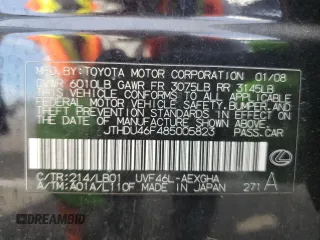 MFD. BY: TOYOTA MOTOR CORPORATION 01/08
GVWR 6010LB GAWR FR 3075LB RR 3145LB
THIS VEHICLE CONFORMS TO ALL APPLICABLE
FEDERAL MOTOR VEHICLE SAFETY, BUMPER, AND
THEFT PREVENTION STANDARDS IN EFFECT ON
THE DATE OF MANUFACTURE SHOWN ABOVE.
JTHDU46F485005823
PASS. CAR
C/TR: 214/LB01 UVF46L-AEXGHA
A/TM: A01A/L110F MADE IN JAPAN 271 A
OVERBID